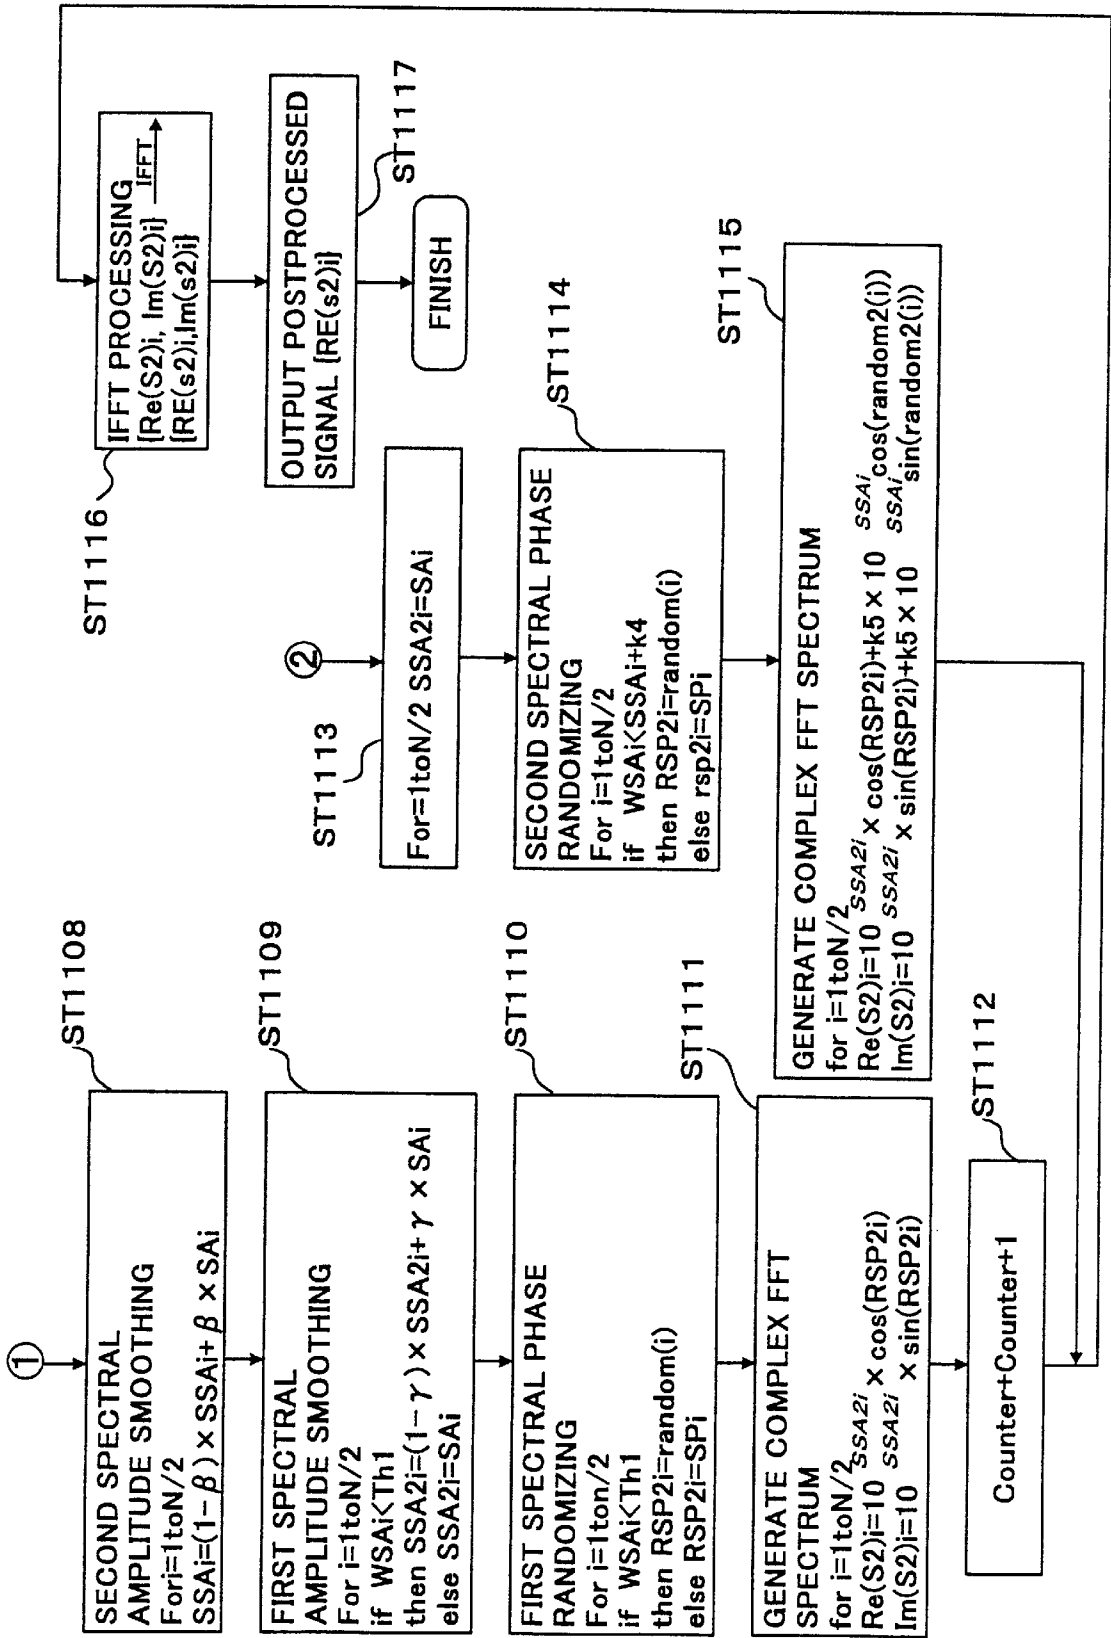 ①
ST1108
SECOND SPECTRAL
AMPLITUDE SMOOTHING
Fori=1toN/2
SSAi=(1-β)×SSAi+β×SAi
ST1109
FIRST SPECTRAL
AMPLITUDE SMOOTHING
For i=1toN/2
if WSAi<Th1
then SSA2i=(1-γ)×SSA2i+γ×SAi
else SSA2i=SAi
ST1110
FIRST SPECTRAL PHASE
RANDOMIZING
For i=1ton/2
if WSAi<Th1
then RSP2i=random(i)
else RSP2i=SPi
ST1111
GENERATE COMPLEX FFT
SPECTRUM
for i=1toN/2
Re(S2)i=10 SSA2i × cos(RSP2i)
Im(S2)i=10 SSA2i × sin(RSP2i)
ST1112
Counter+Counter+1
②
ST1113
For=1toN/2 SSA2i=SAi
ST1114
SECOND SPECTRAL PHASE
RANDOMIZING
For i=1toN/2
if WSAi<SSAi+k4
then RSP2i=random(i)
else rsp2i=SPi
ST1115
GENERATE COMPLEX FFT SPECTRUM
for i=1toN/2
Re(S2)i=10 SSA2i × cos(RSP2i)+k5×10 SSAi cos(random2(i))
Im(S2)i=10 SSA2i × sin(RSP2i)+k5×10 SSAi sin(random2(i))
ST1116
IFFT PROCESSING
{Re(S2)i, Im(S2)i} IFFT
{RE(s2)i,Im(s2)i}
ST1117
OUTPUT POSTPROCESSED
SIGNAL {RE(s2)i}
FINISH